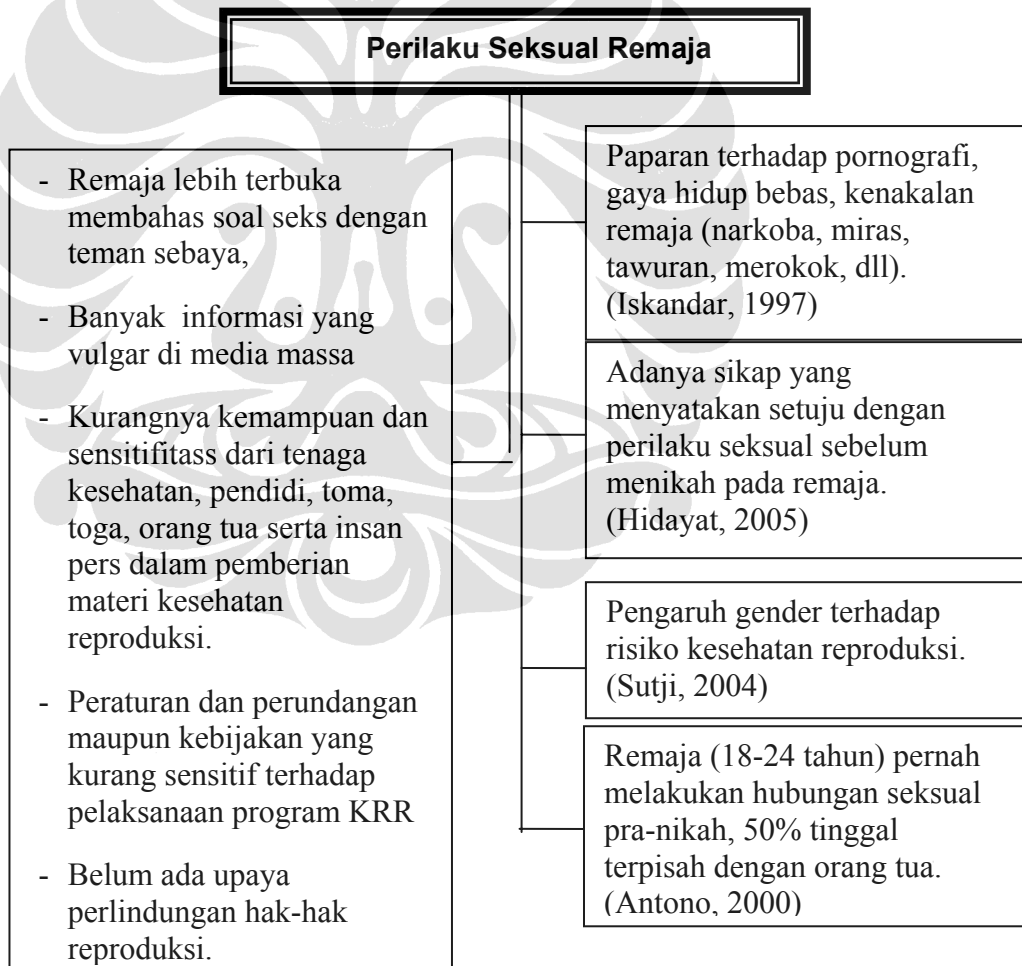 Perilaku Seksual Remaja
- Remaja lebih terbuka
membahas soal seks dengan
teman sebaya,
- Banyak informasi yang
vulgar di media massa
- Kurangnya kemampuan dan
sensitifitass dari tenaga
kesehatan, pendidi, toma,
toga, orang tua serta insan
pers dalam pemberian
materi kesehatan
reproduksi.
- Peraturan dan perundangan
maupun kebijakan yang
kurang sensitif terhadap
pelaksanaan program KRR
- Belum ada upaya
perlindungan hak-hak
reproduksi.
Paparan terhadap pornografi,
gaya hidup bebas, kenakalan
remaja (narkoba, miras,
tawuran, merokok, dll).
(Iskandar, 1997)
Adanya sikap yang
menyatakan setuju dengan
perilaku seksual sebelum
menikah pada remaja.
(Hidayat, 2005)
Pengaruh gender terhadap
risiko kesehatan reproduksi.
(Sutji, 2004)
Remaja (18-24 tahun) pernah
melakukan hubungan seksual
pra-nikah, 50% tinggal
terpisah dengan orang tua.
(Antono, 2000)